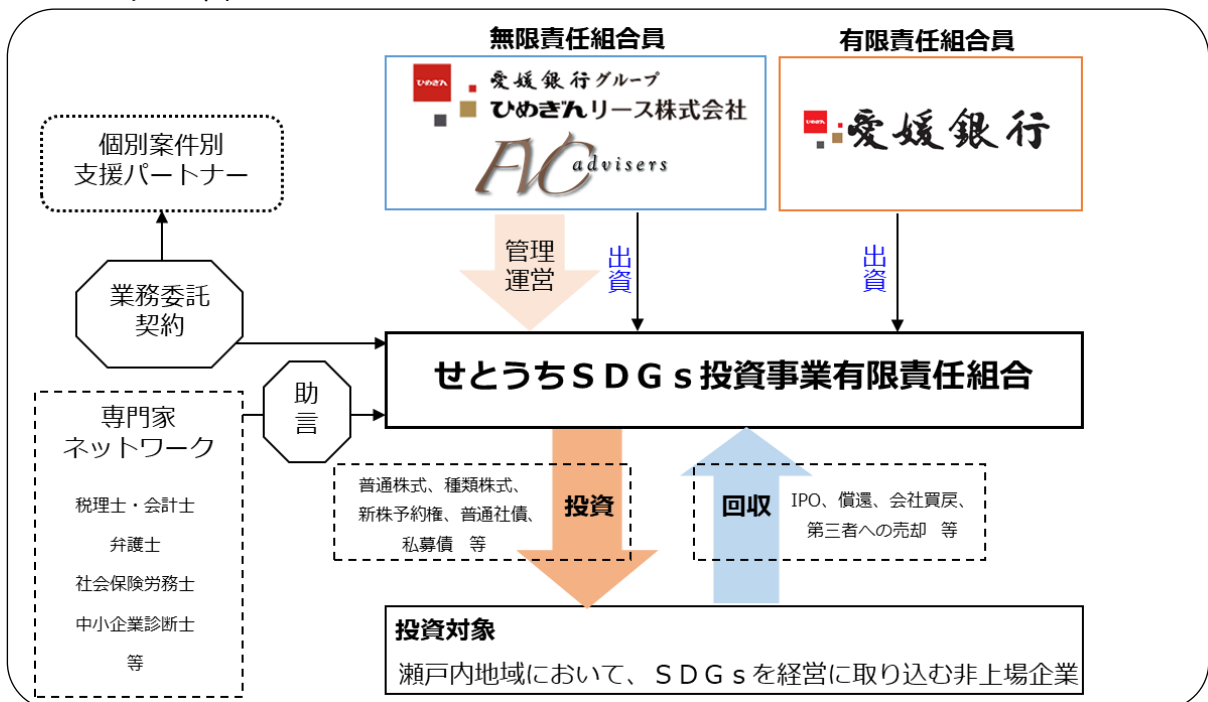 無限責任組合員
有限責任組合員
ひめぎん
愛媛銀行グループ
ひめぎんリース株式会社
FVC advisers
ひめぎん
愛媛銀行
個別案件別
支援パートナー
管理
運営
出資
出資
業務委託
契約
せとうちＳＤＧｓ投資事業有限責任組合
助
言
専門家
ネットワーク
税理士・会計士
弁護士
社会保険労務士
中小企業診断士
等
普通株式、種類株式、
新株予約権、普通社債、
私募債　等
投資
回収
IPO、償還、会社買戻、
第三者への売却　等
投資対象
瀬戸内地域において、ＳＤＧｓを経営に取り込む非上場企業